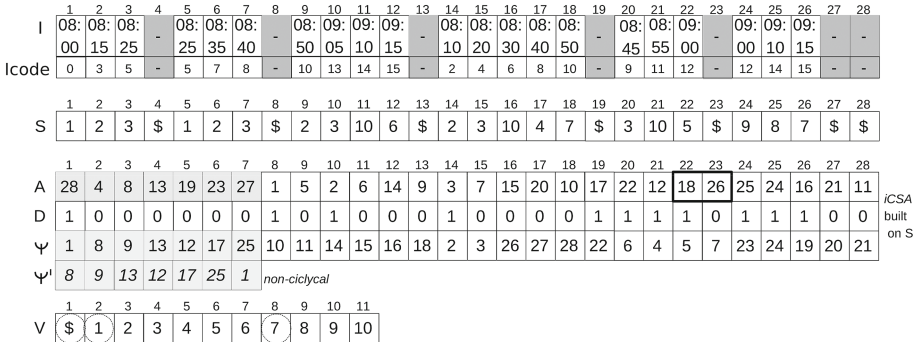 1 2 3 4 5 6 7 8 9 10 11 12 13 14 15 16 17 18 19 20 21 22 23 24 25 26 27 28
I 08:00 08:15 08:25 - 08:25 08:35 08:40 - 08:50 09:05 09:10 09:15 - 08:10 08:20 08:30 08:40 08:50 - 08:45 08:55 09:00 - 09:00 09:10 09:15 - -
Icode 0 3 5 - 5 7 8 - 10 13 14 15 - 2 4 6 8 10 - 9 11 12 - 12 14 15 - -
1 2 3 4 5 6 7 8 9 10 11 12 13 14 15 16 17 18 19 20 21 22 23 24 25 26 27 28
S 1 2 3 $ 1 2 3 $ 2 3 10 6 $ 2 3 10 4 7 $ 3 10 5 $ 9 8 7 $ $
1 2 3 4 5 6 7 8 9 10 11 12 13 14 15 16 17 18 19 20 21 22 23 24 25 26 27 28
A 28 4 8 13 19 23 27 1 5 2 6 14 9 3 7 15 20 10 17 22 12 18 26 25 24 16 21 11
iCSA
D 1 0 0 0 0 0 0 1 0 1 0 0 0 1 0 0 0 0 1 1 1 1 0 1 1 1 0 0 built
on S
Ψ 1 8 9 13 12 17 25 10 11 14 15 16 18 2 3 26 27 28 22 6 4 5 7 23 24 19 20 21
Ψ' 8 9 13 12 17 25 1 non-ciclycal
1 2 3 4 5 6 7 8 9 10 11
V $ 1 2 3 4 5 6 7 8 9 10